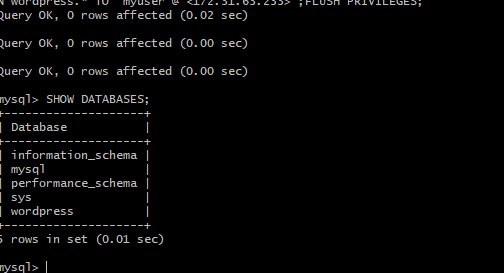 N wordpress.* TO 'myuser'@'<172.31.63.233>';FLUSH PRIVILEGES;
Query OK, 0 rows affected (0.02 sec)
Query OK, 0 rows affected (0.00 sec)
Query OK, 0 rows affected (0.00 sec)
mysql> SHOW DATABASES;
+--------------------+
| Database           |
+--------------------+
| information_schema |
| mysql              |
| performance_schema |
| sys                |
| wordpress          |
+--------------------+
5 rows in set (0.01 sec)
mysql>